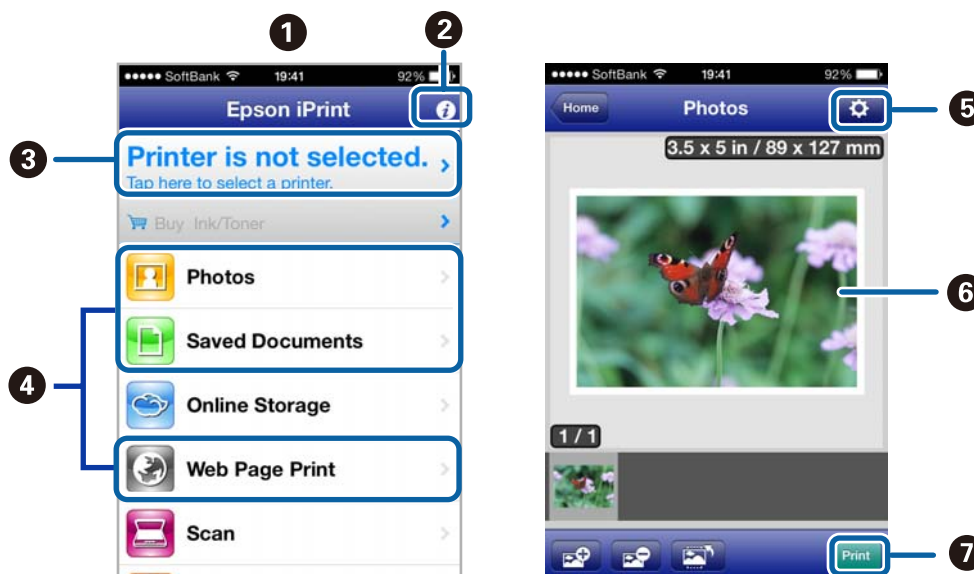 1
2
SoftBank 19:41 92%
Epson iPrint
3
Printer is not selected.
Tap here to select a printer.
Buy Ink/Toner
Photos
Saved Documents
4
Online Storage
Web Page Print
Scan
SoftBank 19:41 92%
Home Photos
5
3.5 x 5 in / 89 x 127 mm
6
1 / 1
Print
7